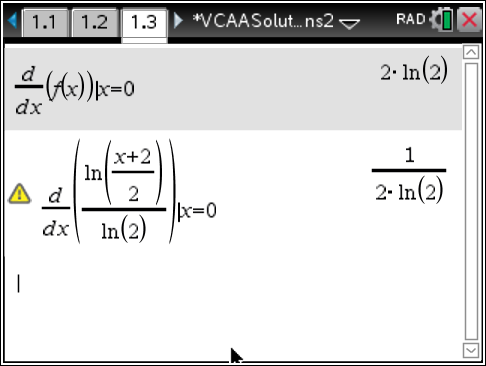 1.1 1.2 1.3 *VCAASolut...ns2 RAD
d/dx(f(x))|x=0 2·ln(2)
d/dx(ln((x+2)/2)/ln(2))|x=0 1/(2·ln(2))